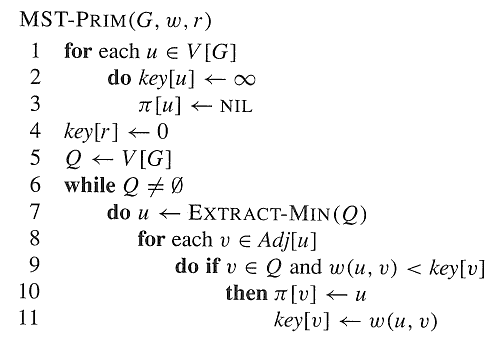 MST-PRIM(G, w, r)
1 for each u ∈ V[G]
2 do key[u] ← ∞
3 π[u] ← NIL
4 key[r] ← 0
5 Q ← V[G]
6 while Q ≠ ∅
7 do u ← EXTRACT-MIN(Q)
8 for each v ∈ Adj[u]
9 do if v ∈ Q and w(u, v) < key[v]
10 then π[v] ← u
11 key[v] ← w(u, v)